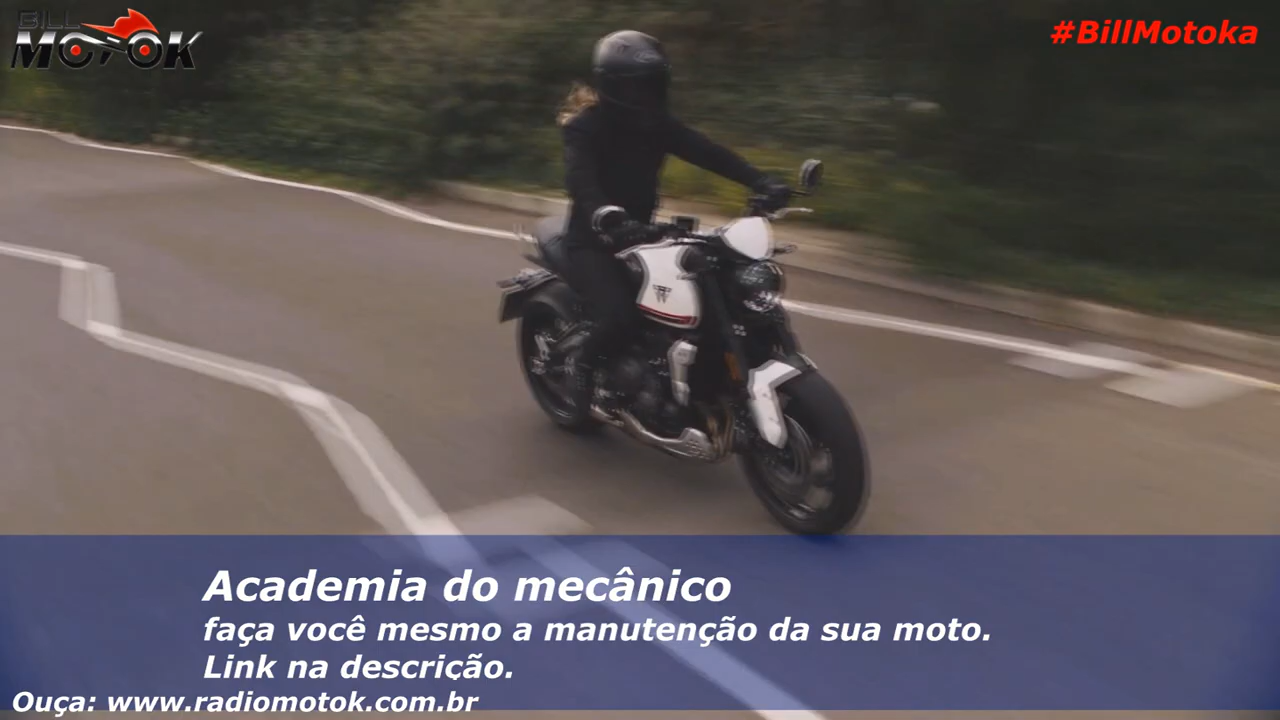 BILL
MOTOK
#BillMotoka
Academia do mecânico
faça você mesmo a manutenção da sua moto.
Link na descrição.
Ouça: www.radiomotok.com.br